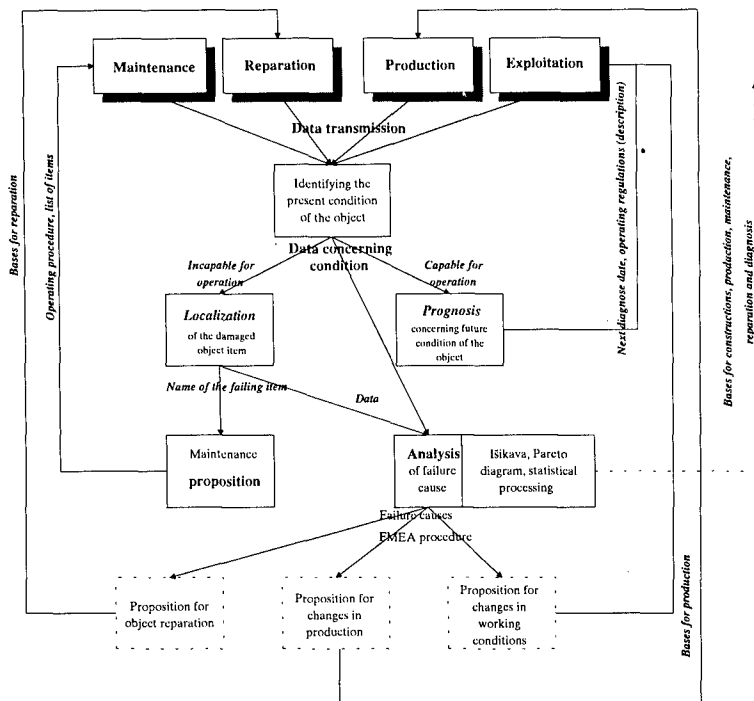 Maintenance
Reparation
Production
Exploitation
Data transmission
Identifying the
present condition
of the object
Data concerning
condition
Incapable for
operation
Capable for
operation
Localization
of the damaged
object item
Prognosis
concerning future
condition of the
object
Name of the failing item
Data
Maintenance
proposition
Analysis
of failure
cause
Išikava, Pareto
diagram, statistical
processing
Failure causes
FMEA procedure
Proposition for
object reparation
Proposition for
changes in
production
Proposition for
changes in
working
conditions
Bases for reparation
Operating procedure, list of items
Next diagnose date, operating regulations (description)
Bases for production
Bases for constructions, production, maintenance,
reparation and diagnosis